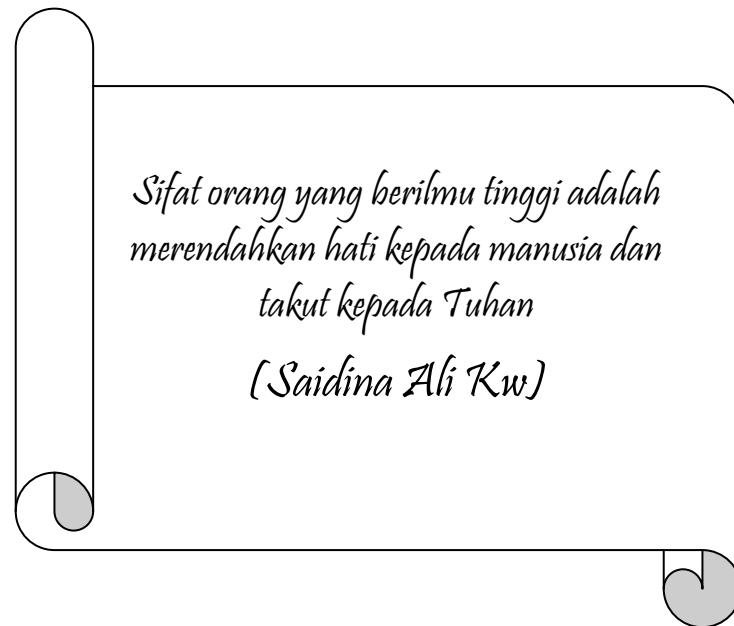 Sifat orang yang berilmu tinggi adalah
merendahkan hati kepada manusia dan
takut kepada Tuhan
(Saidina Ali Kw)